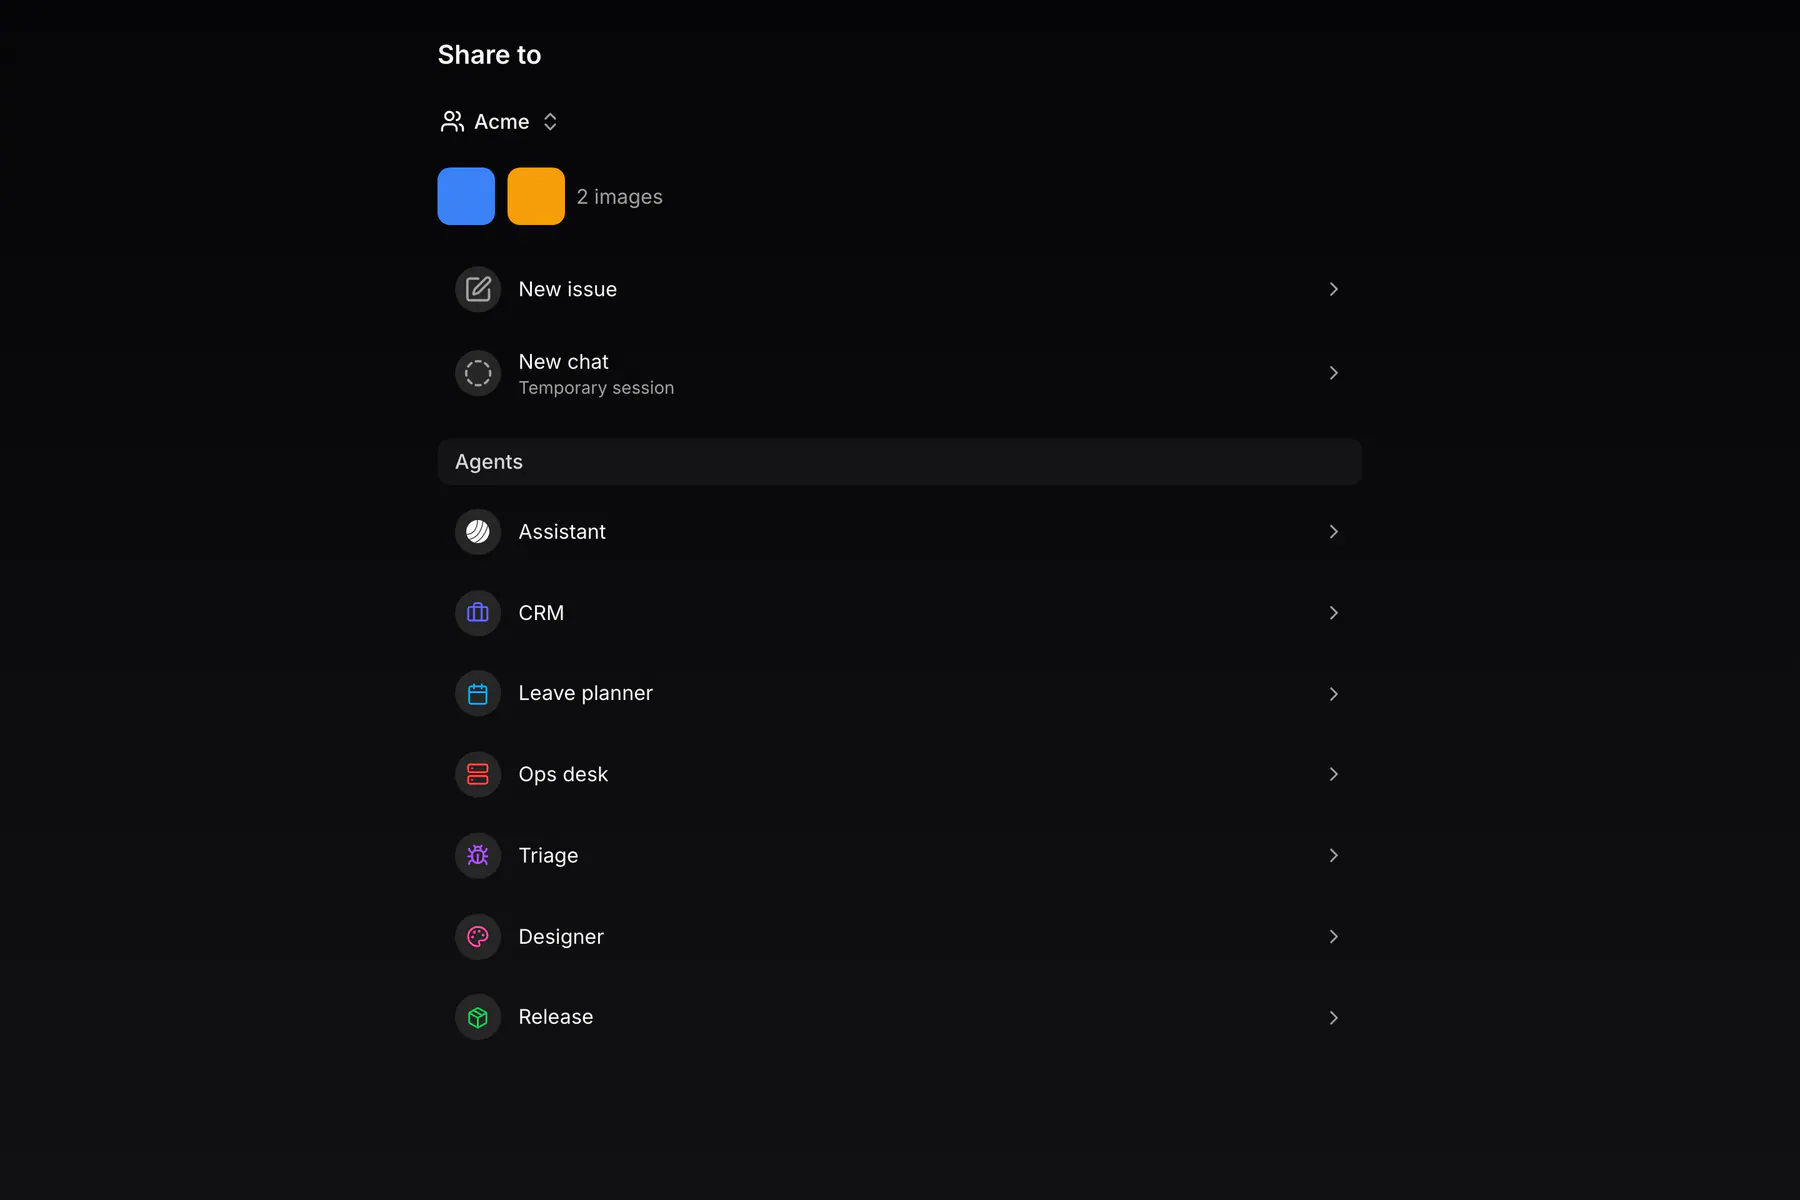 Share to
Acme
2 images
New issue
New chat
Temporary session
Agents
Assistant
CRM
Leave planner
Ops desk
Triage
Designer
Release